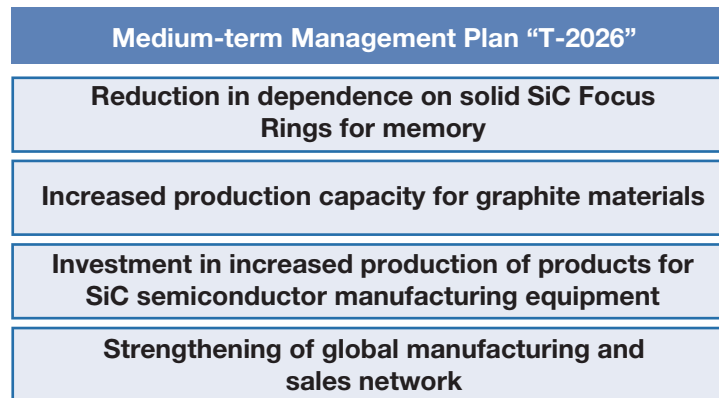 Medium-term Management Plan “T-2026”
Reduction in dependence on solid SiC Focus
Rings for memory
Increased production capacity for graphite materials
Investment in increased production of products for
SiC semiconductor manufacturing equipment
Strengthening of global manufacturing and
sales network